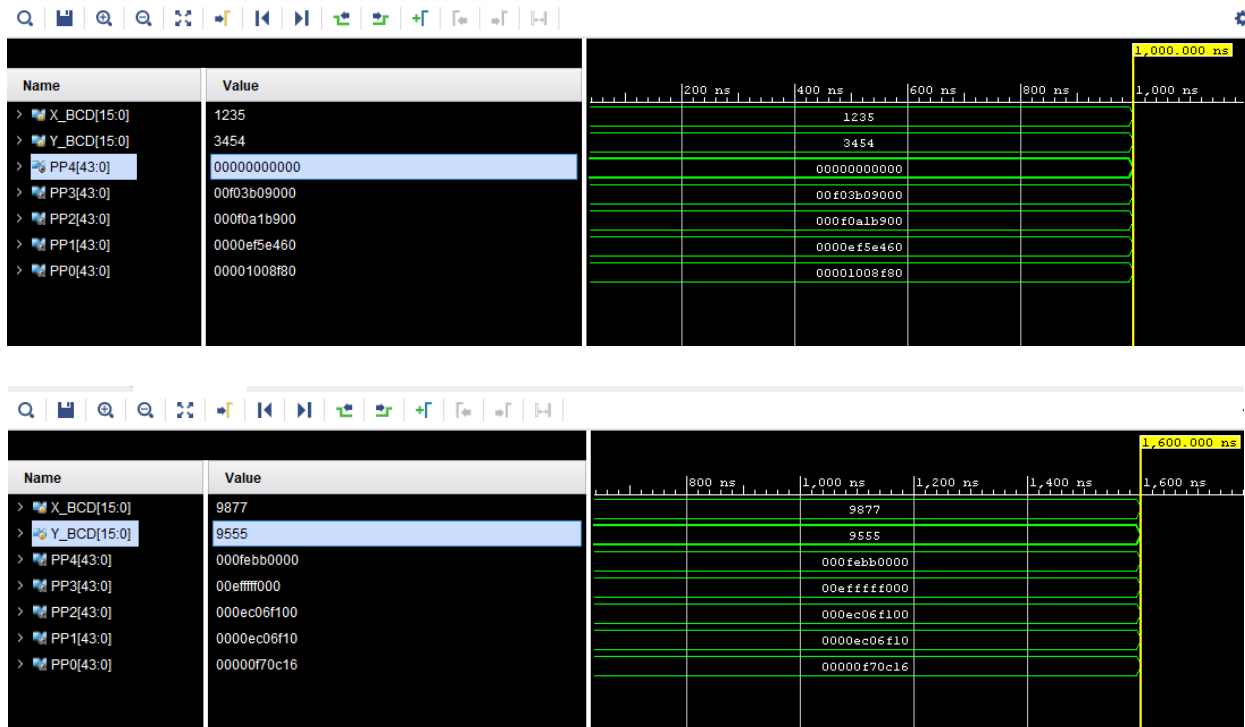 1,000.000 ns
Name Value
200 ns 400 ns 600 ns 800 ns 1,000 ns
X_BCD[15:0] 1235 1235
Y_BCD[15:0] 3454 3454
PP4[43:0] 00000000000 00000000000
PP3[43:0] 00f03b09000 00f03b09000
PP2[43:0] 000f0a1b900 000f0a1b900
PP1[43:0] 0000ef5e460 0000ef5e460
PP0[43:0] 00001008f80 00001008f80
1,600.000 ns
Name Value
800 ns 1,000 ns 1,200 ns 1,400 ns 1,600 ns
X_BCD[15:0] 9877 9877
Y_BCD[15:0] 9555 9555
PP4[43:0] 000febb0000 000febb0000
PP3[43:0] 00efffff000 00efffff000
PP2[43:0] 000ec06f100 000ec06f100
PP1[43:0] 0000ec06f10 0000ec06f10
PP0[43:0] 00000f70c16 00000f70c16